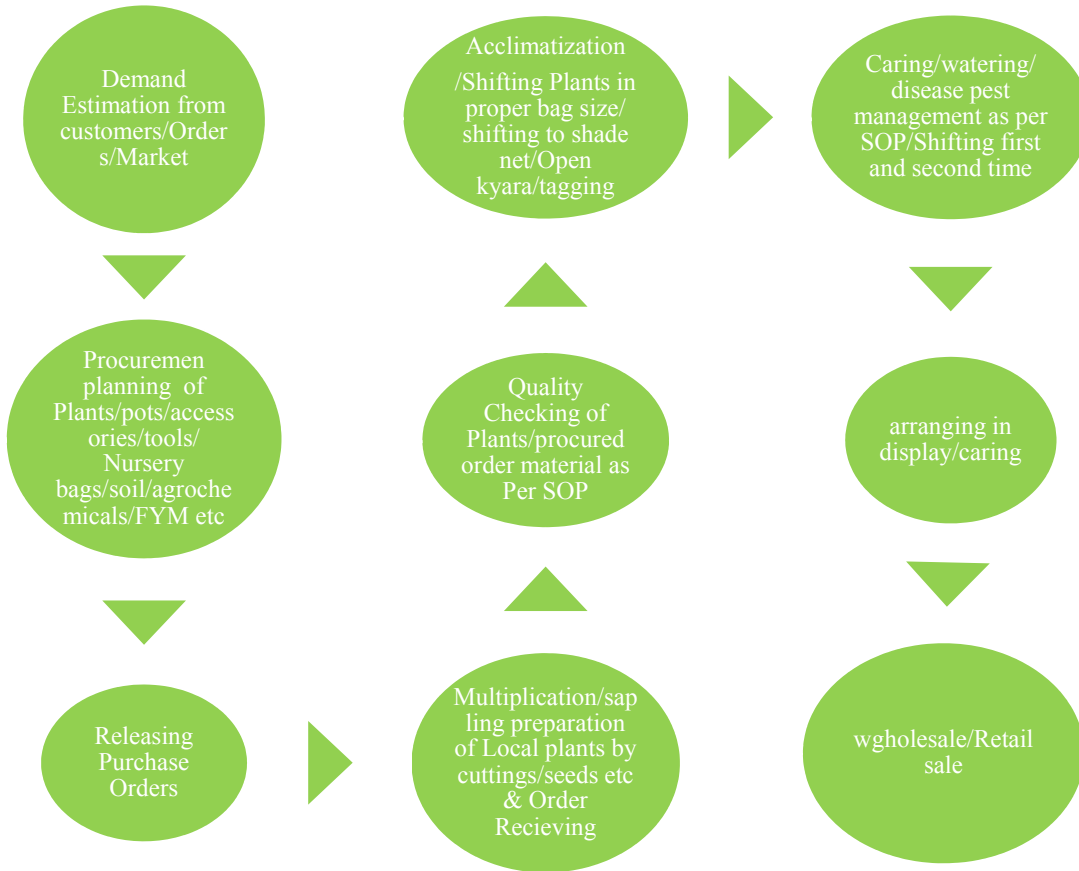 Demand
Estimation from
customers/Order
s/Market
Procuremen
planning of
Plants/pots/access
ories/tools/
Nursery
bags/soil/agroche
micals/FYM etc
Releasing
Purchase
Orders
Multiplication/sap
ling preparation
of Local plants by
cuttings/seeds etc
& Order
Recieving
Quality
Checking of
Plants/procured
order material as
Per SOP
Acclimatization
/Shifting Plants in
proper bag size/
shifting to shade
net/Open
kyara/tagging
Caring/watering/
disease pest
management as per
SOP/Shifting first
and second time
arranging in
display/caring
wgholesale/Retail
sale